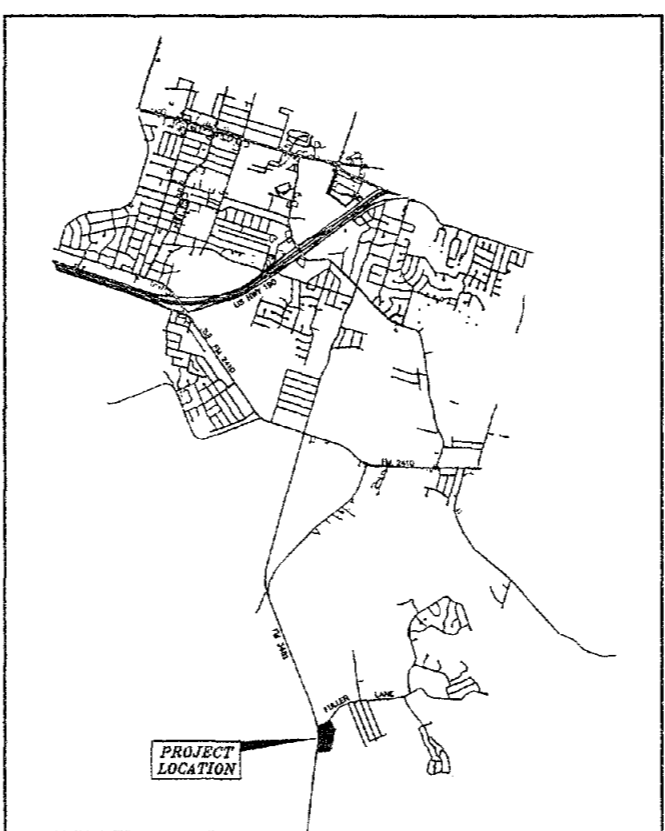 US HWY 190
FM 2410
FM 2410
FM 3481
FULLER LANE
PROJECT
LOCATION